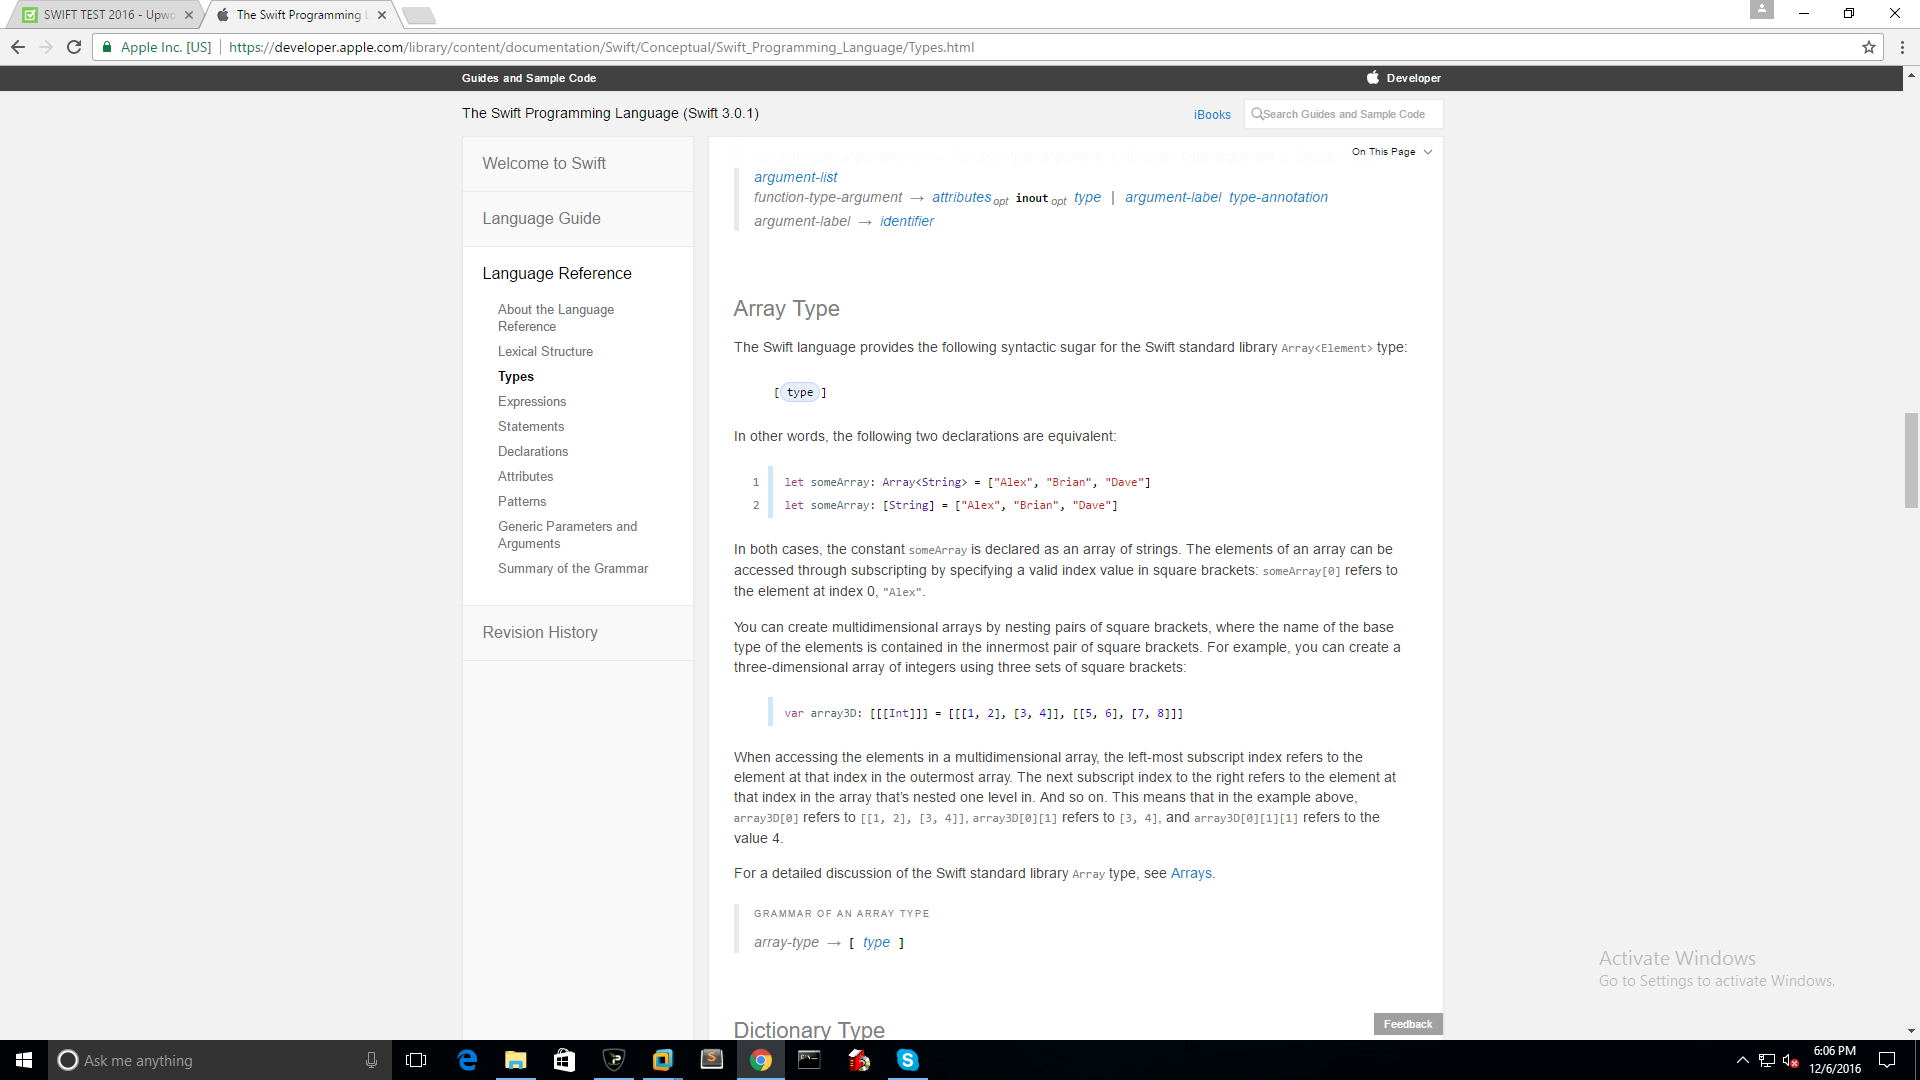 SWIFT TEST 2016 - Upwo
The Swift Programming L
Apple Inc. [US]
https://developer.apple.com/library/content/documentation/Swift/Conceptual/Swift_Programming_Language/Types.html
Guides and Sample Code
Developer
The Swift Programming Language (Swift 3.0.1)
iBooks
Search Guides and Sample Code
Welcome to Swift
Language Guide
Language Reference
About the Language
Reference
Lexical Structure
Types
Expressions
Statements
Declarations
Attributes
Patterns
Generic Parameters and
Arguments
Summary of the Grammar
Revision History
On This Page
argument-list
function-type-argument → attributes opt inout opt type | argument-label type-annotation
argument-label → identifier
Array Type
The Swift language provides the following syntactic sugar for the Swift standard library Array<Element> type:
[type]
In other words, the following two declarations are equivalent:
1 let someArray: Array<String> = ["Alex", "Brian", "Dave"]
2 let someArray: [String] = ["Alex", "Brian", "Dave"]
In both cases, the constant someArray is declared as an array of strings. The elements of an array can be
accessed through subscripting by specifying a valid index value in square brackets: someArray[0] refers to
the element at index 0, "Alex".
You can create multidimensional arrays by nesting pairs of square brackets, where the name of the base
type of the elements is contained in the innermost pair of square brackets. For example, you can create a
three-dimensional array of integers using three sets of square brackets:
var array3D: [[[Int]]] = [[[1, 2], [3, 4]], [[5, 6], [7, 8]]]
When accessing the elements in a multidimensional array, the left-most subscript index refers to the
element at that index in the outermost array. The next subscript index to the right refers to the element at
that index in the array that's nested one level in. And so on. This means that in the example above,
array3D[0] refers to [[1, 2], [3, 4]], array3D[0][1] refers to [3, 4], and array3D[0][1][1] refers to the
value 4.
For a detailed discussion of the Swift standard library Array type, see Arrays.
GRAMMAR OF AN ARRAY TYPE
array-type → [ type ]
Dictionary Type
Feedback
Activate Windows
Go to Settings to activate Windows.
Ask me anything
6:06 PM
12/6/2016